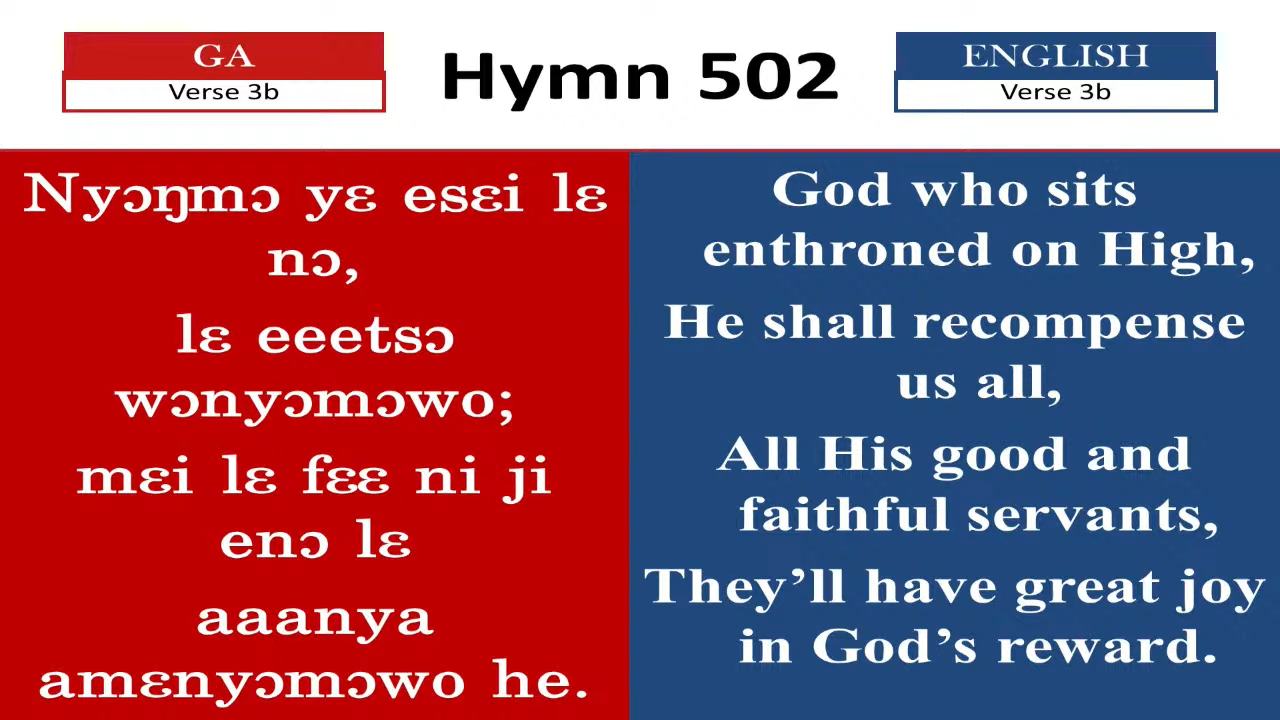 GA
Verse 3b
Hymn 502
ENGLISH
Verse 3b
Nyɔŋmɔ yɛ esɛi lɛ
nɔ,
lɛ eeetsɔ
wɔnyɔmɔwo;
mɛi lɛ fɛɛ ni ji
enɔ lɛ
aaanya
amɛnyɔmɔwo he.
God who sits
enthroned on High,
He shall recompense
us all,
All His good and
faithful servants,
They’ll have great joy
in God’s reward.